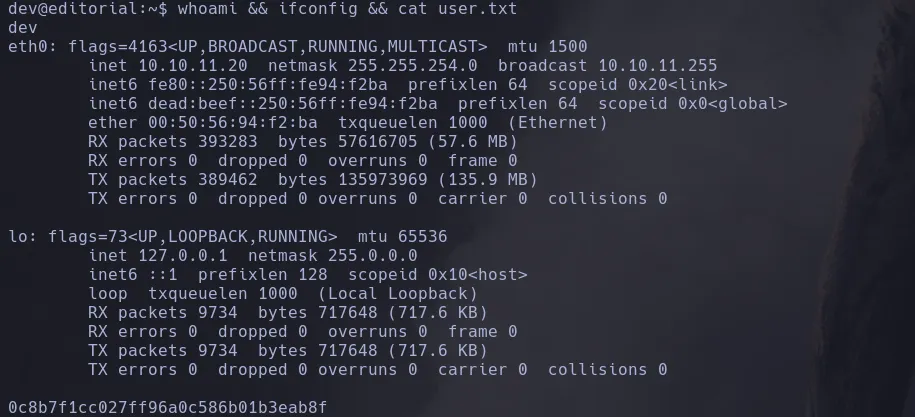 dev@editorial:~$ whoami && ifconfig && cat user.txt
dev
eth0: flags=4163<UP,BROADCAST,RUNNING,MULTICAST>  mtu 1500
        inet 10.10.11.20  netmask 255.255.254.0  broadcast 10.10.11.255
        inet6 fe80::250:56ff:fe94:f2ba  prefixlen 64  scopeid 0x20<link>
        inet6 dead:beef::250:56ff:fe94:f2ba  prefixlen 64  scopeid 0x0<global>
        ether 00:50:56:94:f2:ba  txqueuelen 1000  (Ethernet)
        RX packets 393283  bytes 57616705 (57.6 MB)
        RX errors 0  dropped 0  overruns 0  frame 0
        TX packets 389462  bytes 135973969 (135.9 MB)
        TX errors 0  dropped 0 overruns 0  carrier 0  collisions 0

lo: flags=73<UP,LOOPBACK,RUNNING>  mtu 65536
        inet 127.0.0.1  netmask 255.0.0.0
        inet6 ::1  prefixlen 128  scopeid 0x10<host>
        loop  txqueuelen 1000  (Local Loopback)
        RX packets 9734  bytes 717648 (717.6 KB)
        RX errors 0  dropped 0  overruns 0  frame 0
        TX packets 9734  bytes 717648 (717.6 KB)
        TX errors 0  dropped 0 overruns 0  carrier 0  collisions 0

0c8b7f1cc027ff96a0c586b01b3eab8f